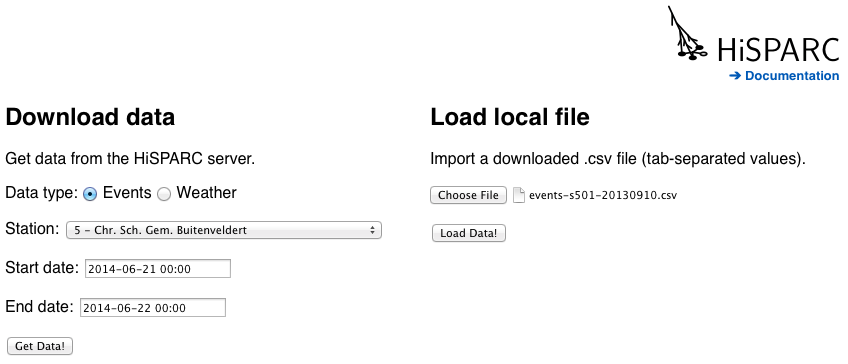 HiSPARC
➔ Documentation
Download data
Get data from the HiSPARC server.
Data type: Events Weather
Station: 5 - Chr. Sch. Gem. Buitenveldert
Start date: 2014-06-21 00:00
End date: 2014-06-22 00:00
Get Data!
Load local file
Import a downloaded .csv file (tab-separated values).
Choose File events-s501-20130910.csv
Load Data!